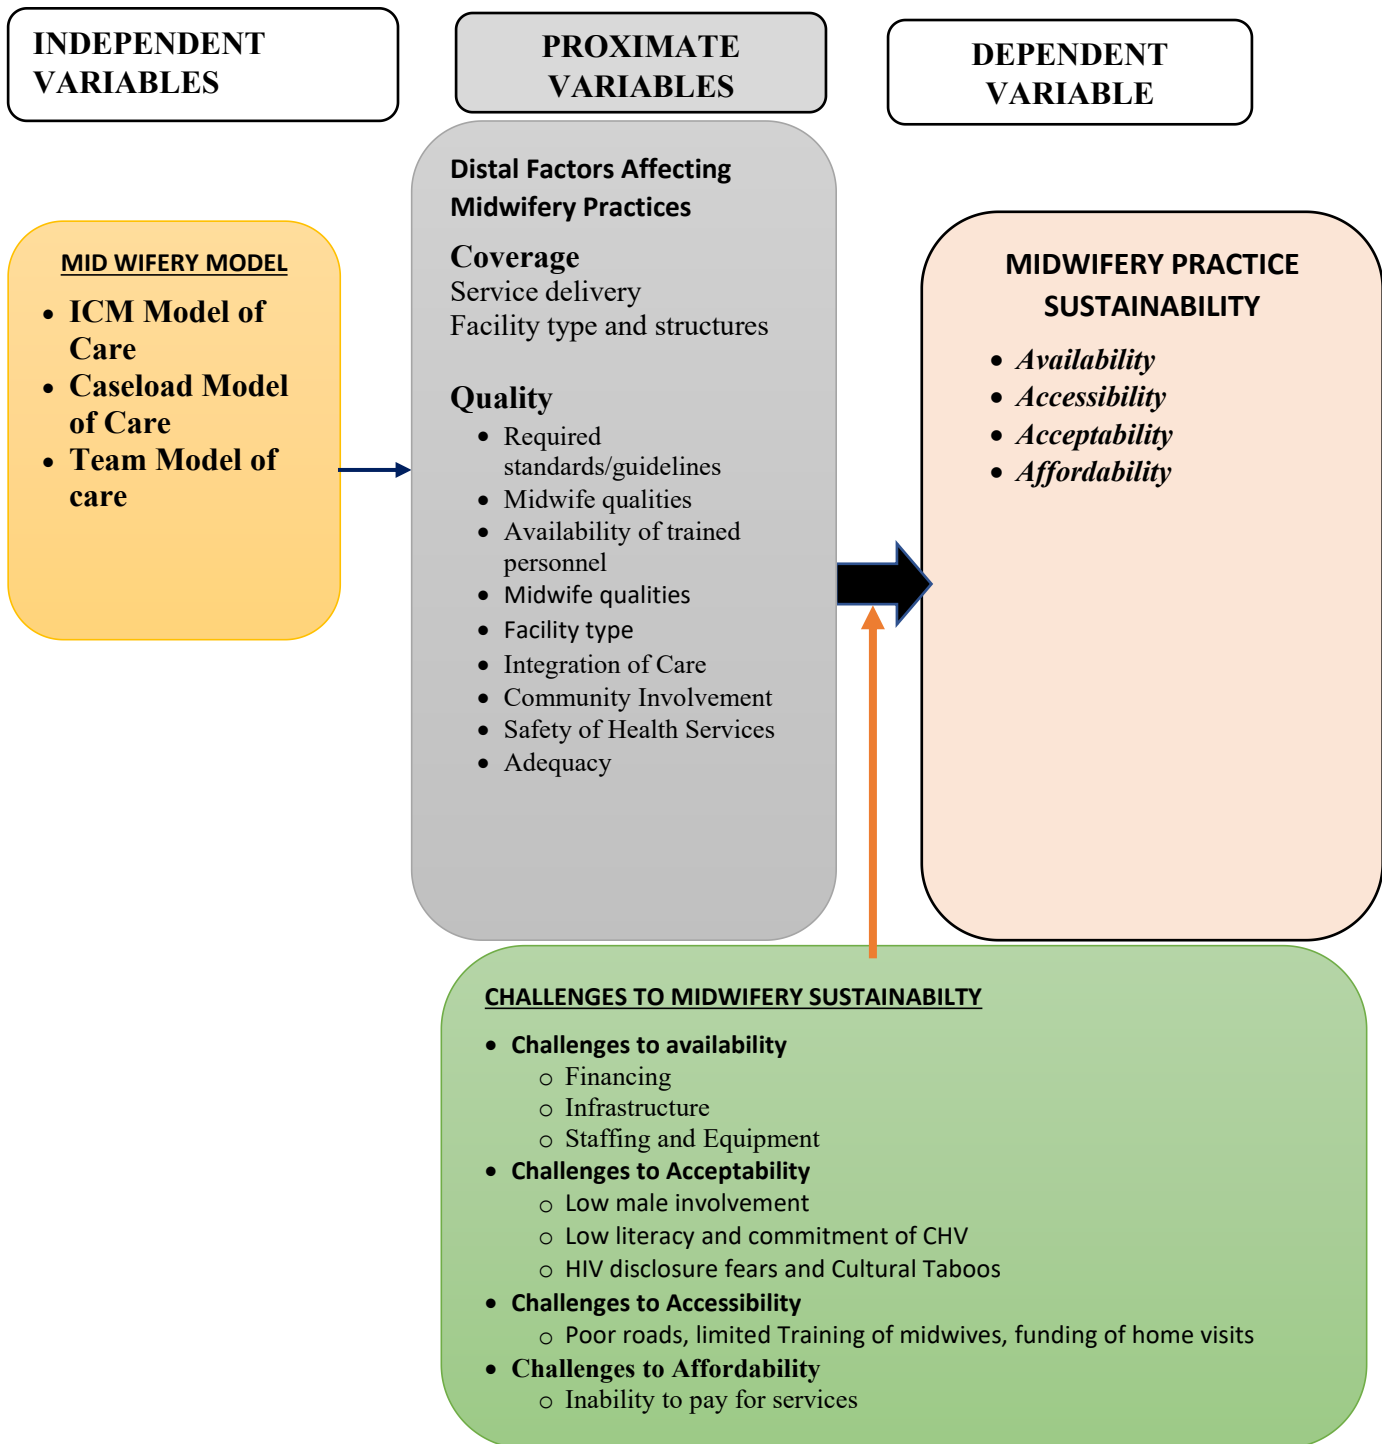 INDEPENDENT
VARIABLES
PROXIMATE
VARIABLES
DEPENDENT
VARIABLE
MID WIFERY MODEL
• ICM Model of
Care
• Caseload Model
of Care
• Team Model of
care
Distal Factors Affecting
Midwifery Practices
Coverage
Service delivery
Facility type and structures
Quality
• Required
standards/guidelines
• Midwife qualities
• Availability of trained
personnel
• Midwife qualities
• Facility type
• Integration of Care
• Community Involvement
• Safety of Health Services
• Adequacy
MIDWIFERY PRACTICE
SUSTAINABILITY
• Availability
• Accessibility
• Acceptability
• Affordability
CHALLENGES TO MIDWIFERY SUSTAINABILTY
• Challenges to availability
o Financing
o Infrastructure
o Staffing and Equipment
• Challenges to Acceptability
o Low male involvement
o Low literacy and commitment of CHV
o HIV disclosure fears and Cultural Taboos
• Challenges to Accessibility
o Poor roads, limited Training of midwives, funding of home visits
• Challenges to Affordability
o Inability to pay for services